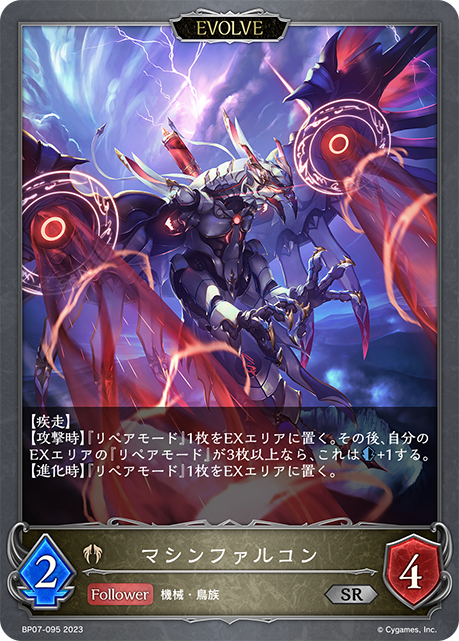 EVOLVE
【疾走】
【攻撃時】『リペアモード』1枚をEXエリアに置く。その後、自分の
EXエリアの『リペアモード』が3枚以上なら、これは+1する。
【進化時】『リペアモード』1枚をEXエリアに置く。
マシンファルコン
2
4
Follower 機械・鳥族 SR
BP07-095 2023 © Cygames, Inc.